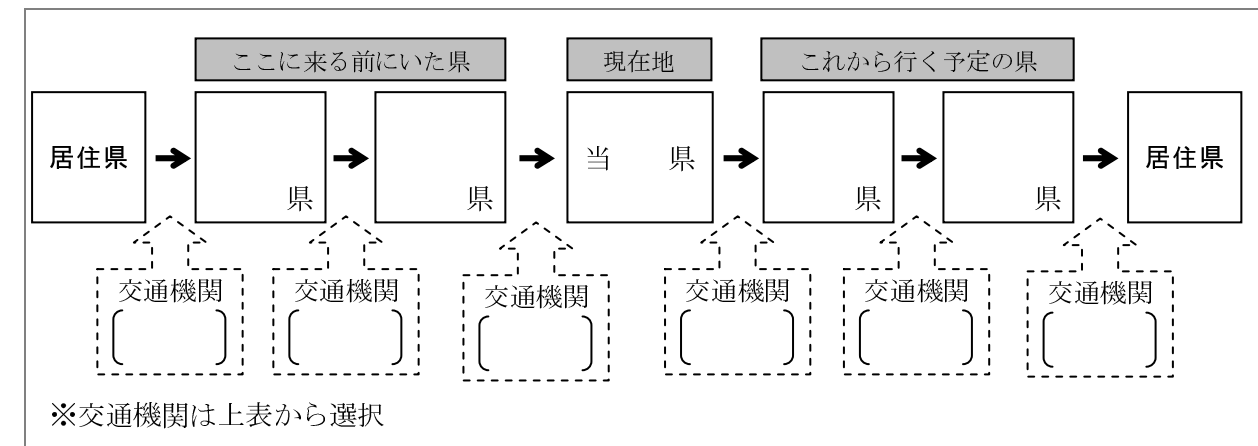 ここに来る前にいた県 現在地 これから行く予定の県
居住県 県 県 当 県 県 県 居住県
交通機関 交通機関 交通機関 交通機関 交通機関 交通機関
※交通機関は上表から選択